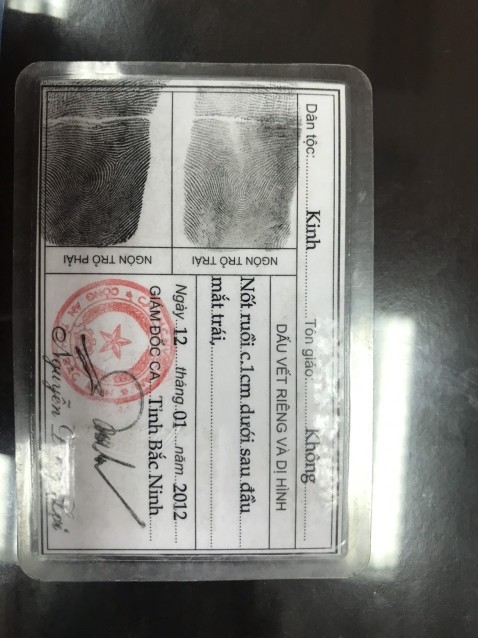 Dân tộc: Kinh Tôn giáo: Không
DẤU VẾT RIÊNG VÀ DỊ HÌNH
NGÓN TRỎ TRÁI
Nốt ruồi c.1cm dưới sau đầu
mắt trái,
NGÓN TRỎ PHẢI
Ngày 12 tháng 01 năm 2012
GIÁM ĐỐC CA Tỉnh Bắc Ninh